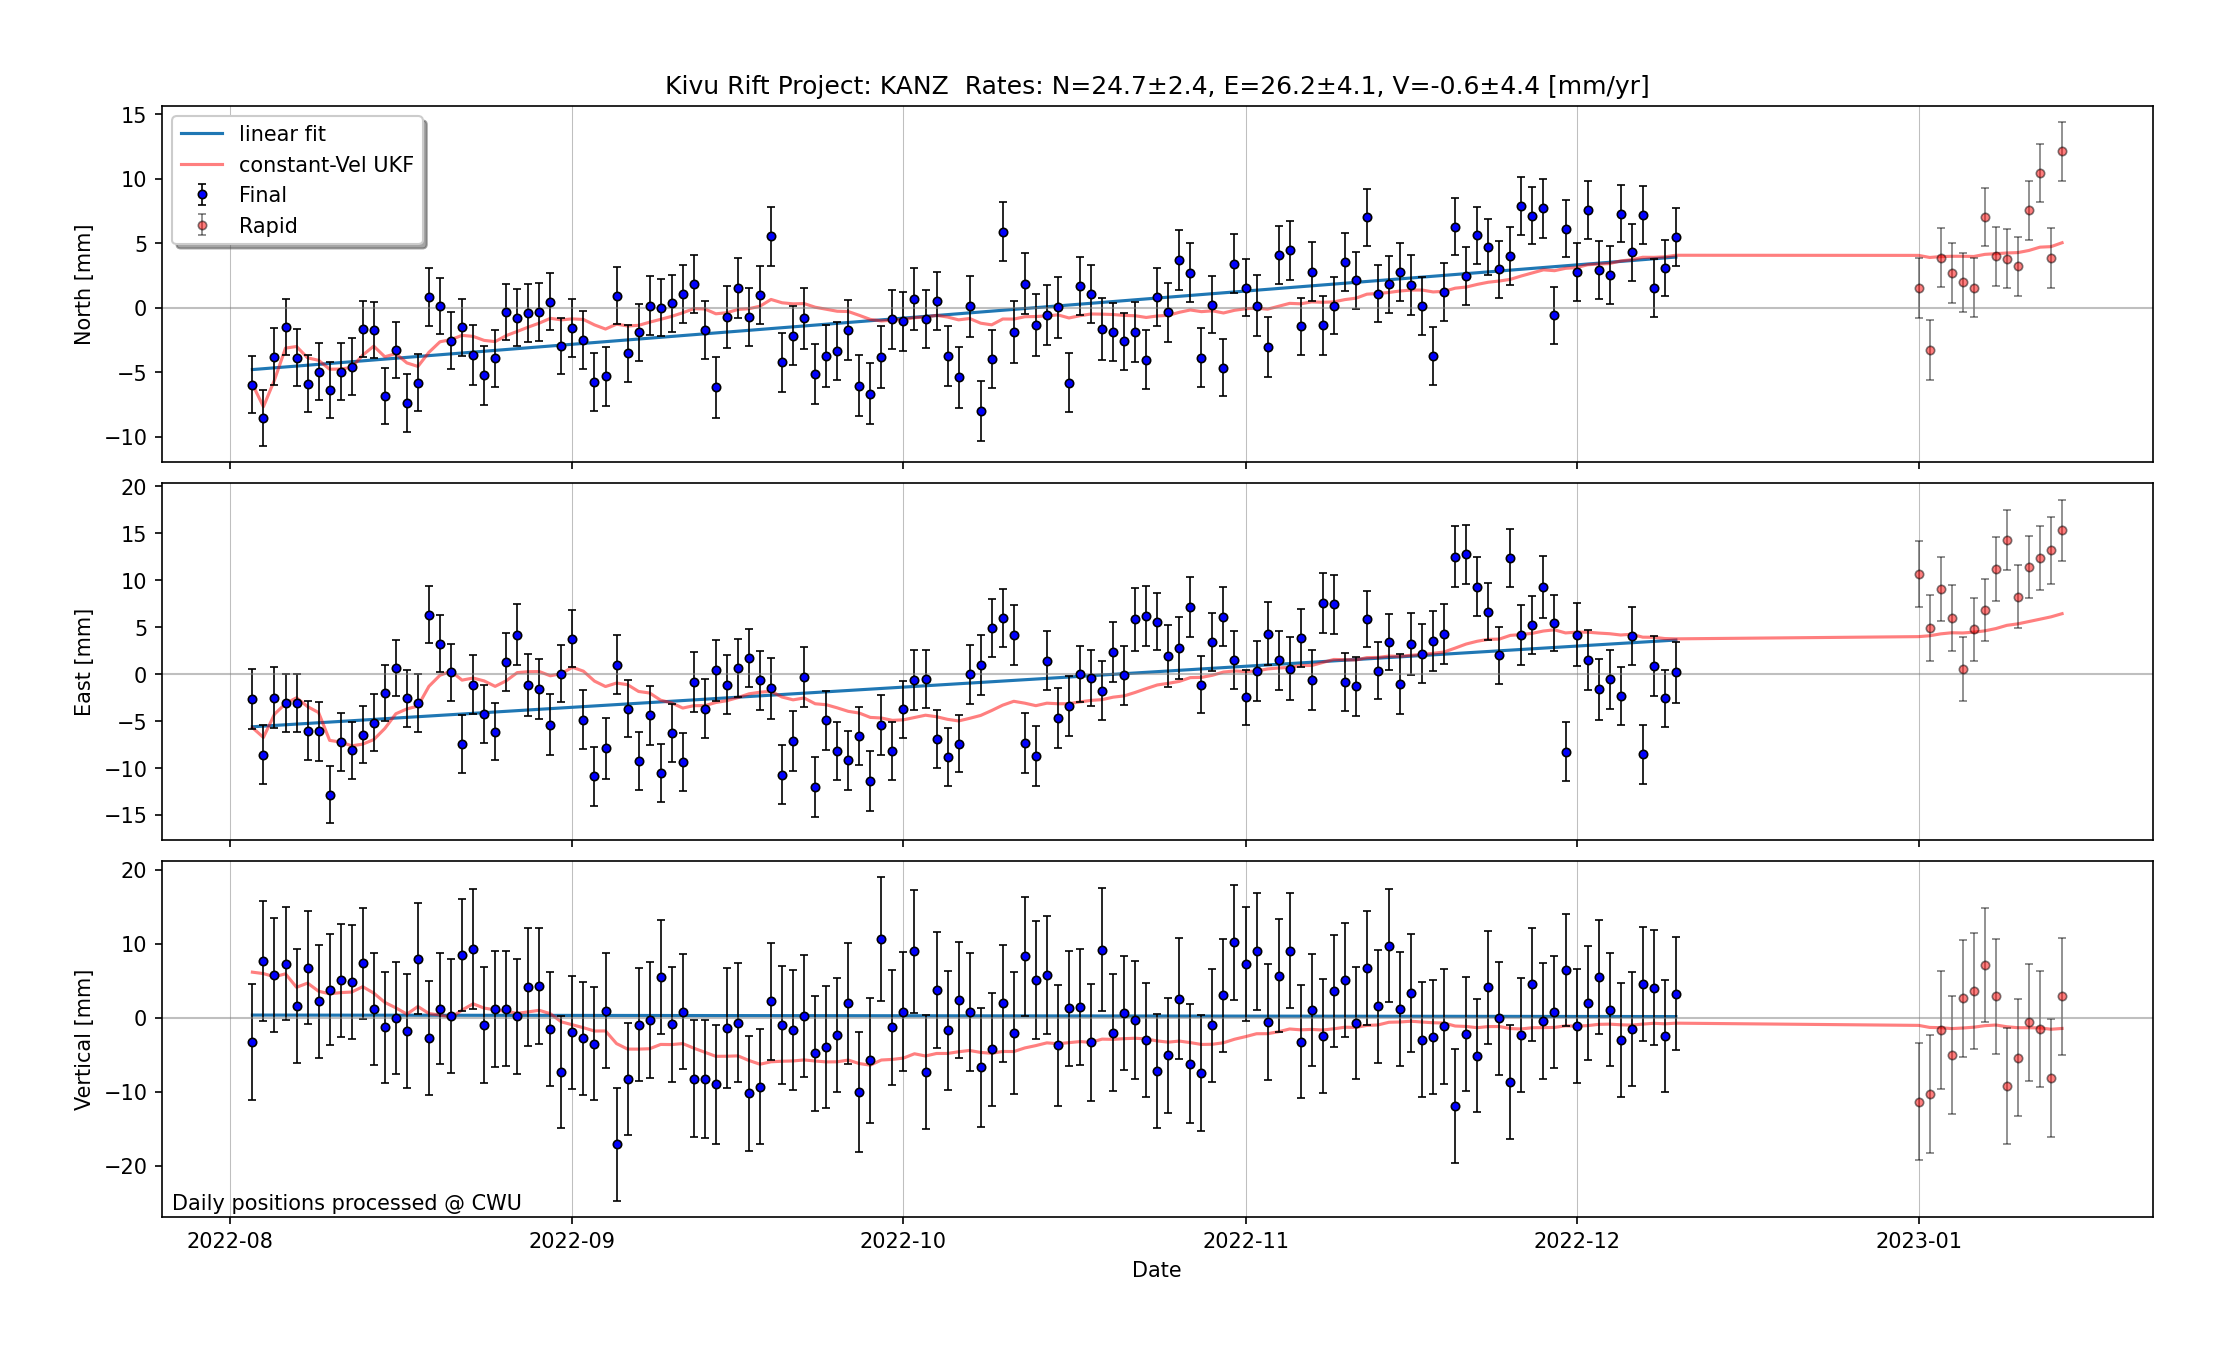 Kivu Rift Project: KANZ  Rates: N=24.7±2.4, E=26.2±4.1, V=-0.6±4.4 [mm/yr]
linear fit
constant-Vel UKF
Final
Rapid
North [mm]
15
10
5
0
−5
−10
East [mm]
20
15
10
5
0
−5
−10
−15
Vertical [mm]
20
10
0
−10
−20
Daily positions processed @ CWU
2022-08 2022-09 2022-10 2022-11 2022-12 2023-01
Date